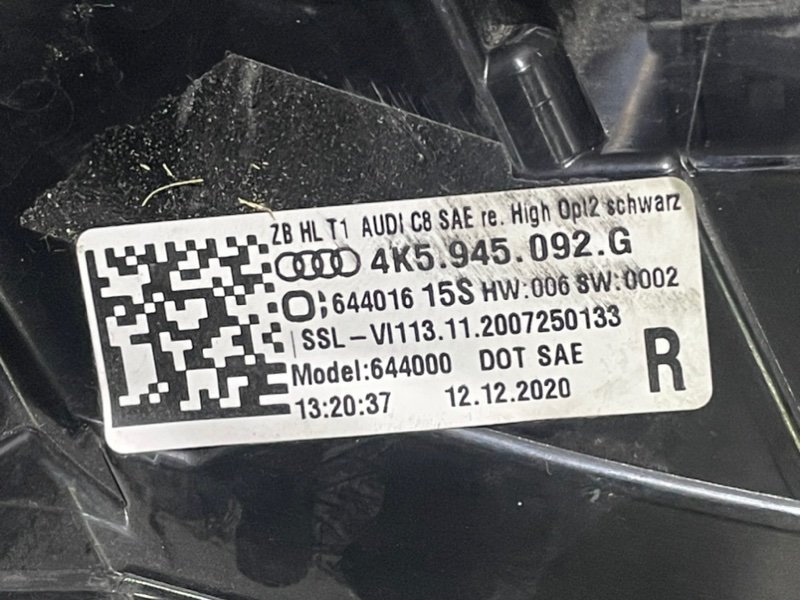 ZB HL T1 AUDI C8 SAE re. High Opl2 schwarz
4K5.945.092.G
644016 15S HW:006 SW:0002
SSL-VI113.11.2007250133
Model:644000 DOT SAE
R
13:20:37 12.12.2020